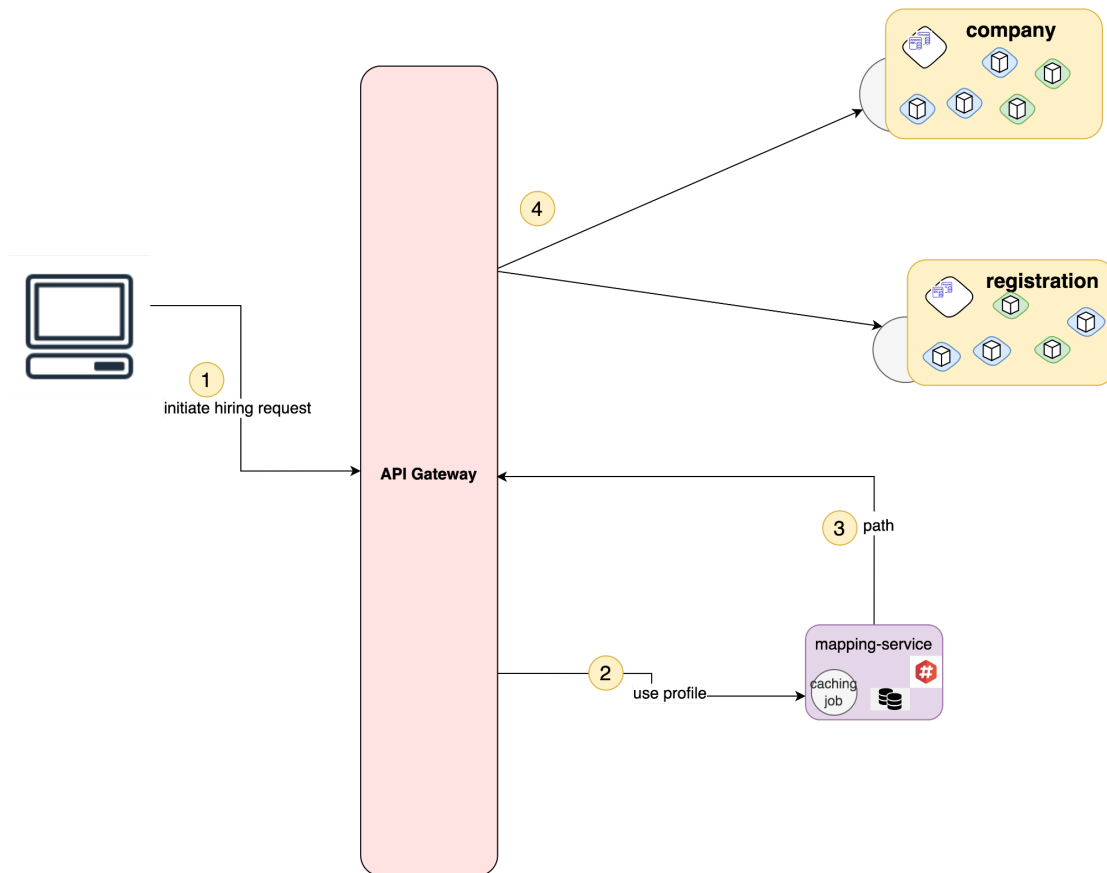 company
4
registration
1
initiate hiring request
API Gateway
3
path
mapping-service
2
use profile
caching
job